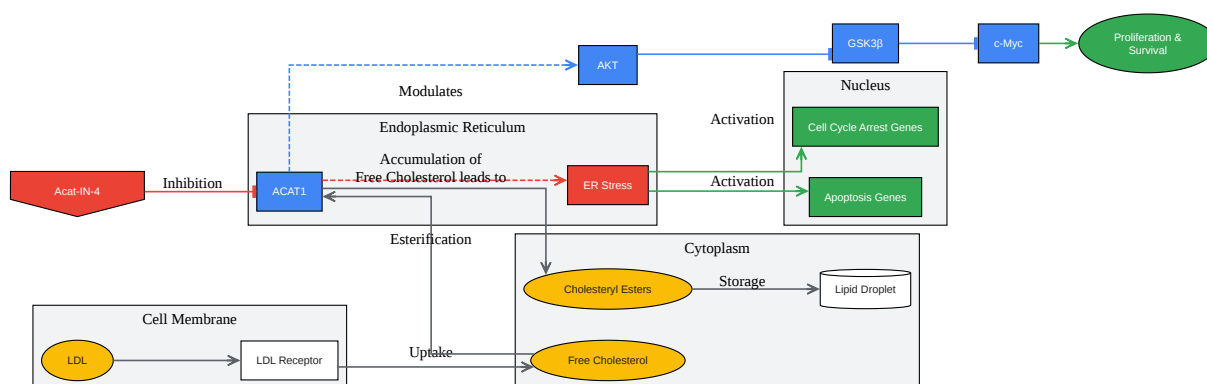 GSK3β
c-Myc
Proliferation &
Survival
AKT
Modulates
Nucleus
Endoplasmic Reticulum
Activation
Cell Cycle Arrest Genes
Accumulation of
Free Cholesterol leads to
Acat-IN-4
Inhibition
ACAT1
ER Stress
Activation
Apoptosis Genes
Esterification
Cytoplasm
Cholesteryl Esters
Storage
Lipid Droplet
Cell Membrane
LDL
LDL Receptor
Uptake
Free Cholesterol